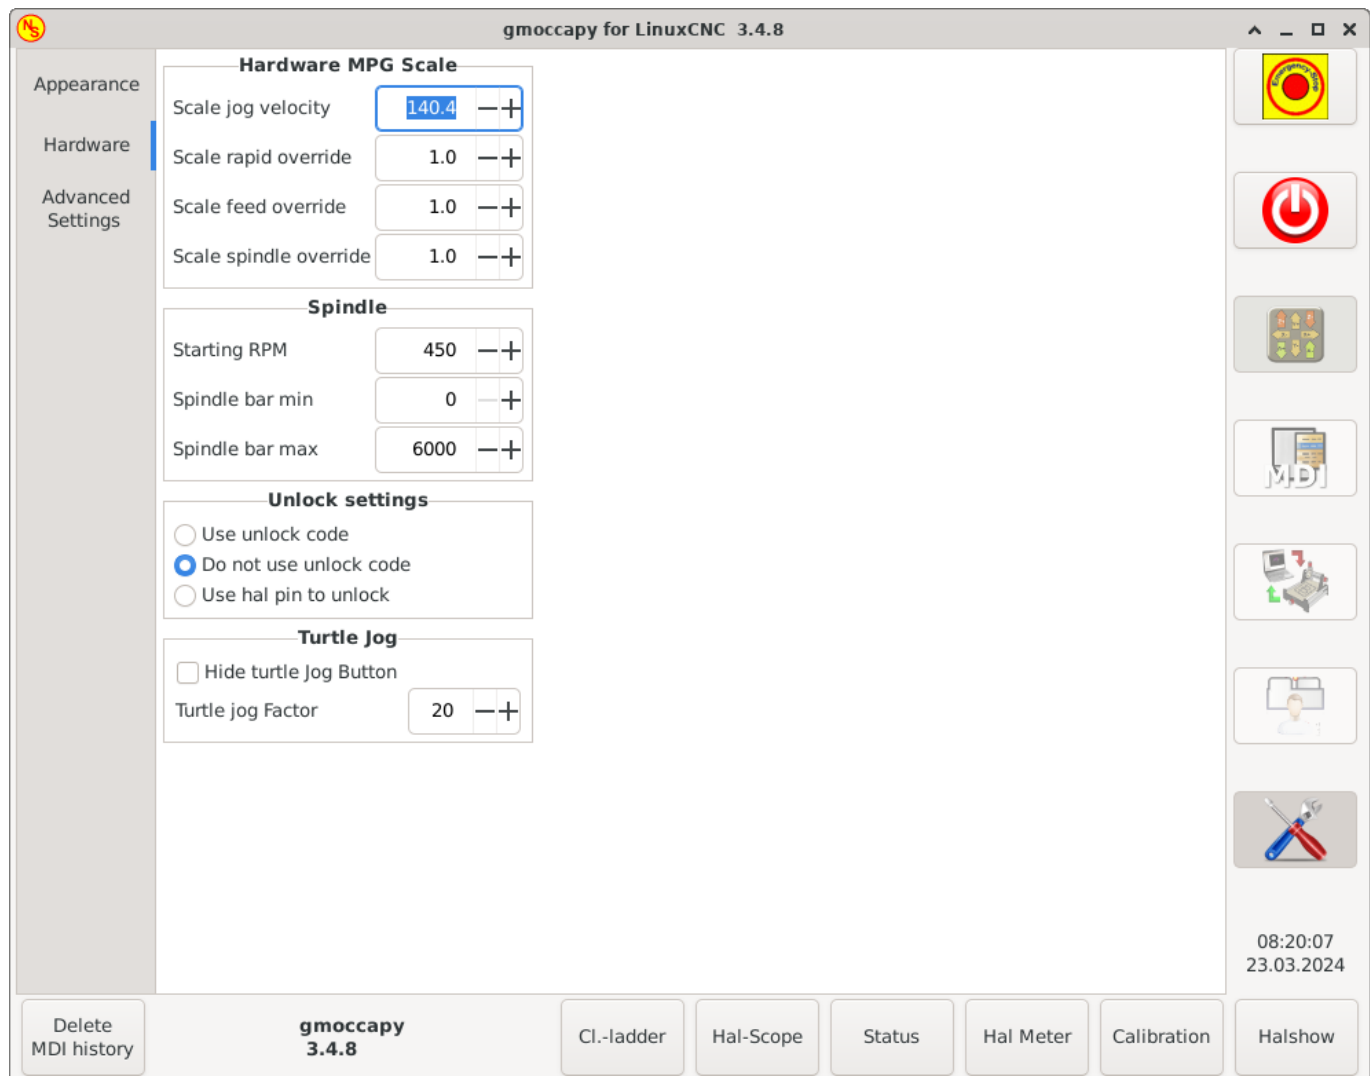 NS
gmoccapy for LinuxCNC 3.4.8
Appearance
Hardware
Advanced
Settings
Hardware MPG Scale
Scale jog velocity 140.4
Scale rapid override 1.0
Scale feed override 1.0
Scale spindle override 1.0
Spindle
Starting RPM 450
Spindle bar min 0
Spindle bar max 6000
Unlock settings
Use unlock code
Do not use unlock code
Use hal pin to unlock
Turtle Jog
Hide turtle Jog Button
Turtle jog Factor 20
Emergency-Stop
MDI
08:20:07
23.03.2024
Delete
MDI history
gmoccapy
3.4.8
Cl.-ladder
Hal-Scope
Status
Hal Meter
Calibration
Halshow